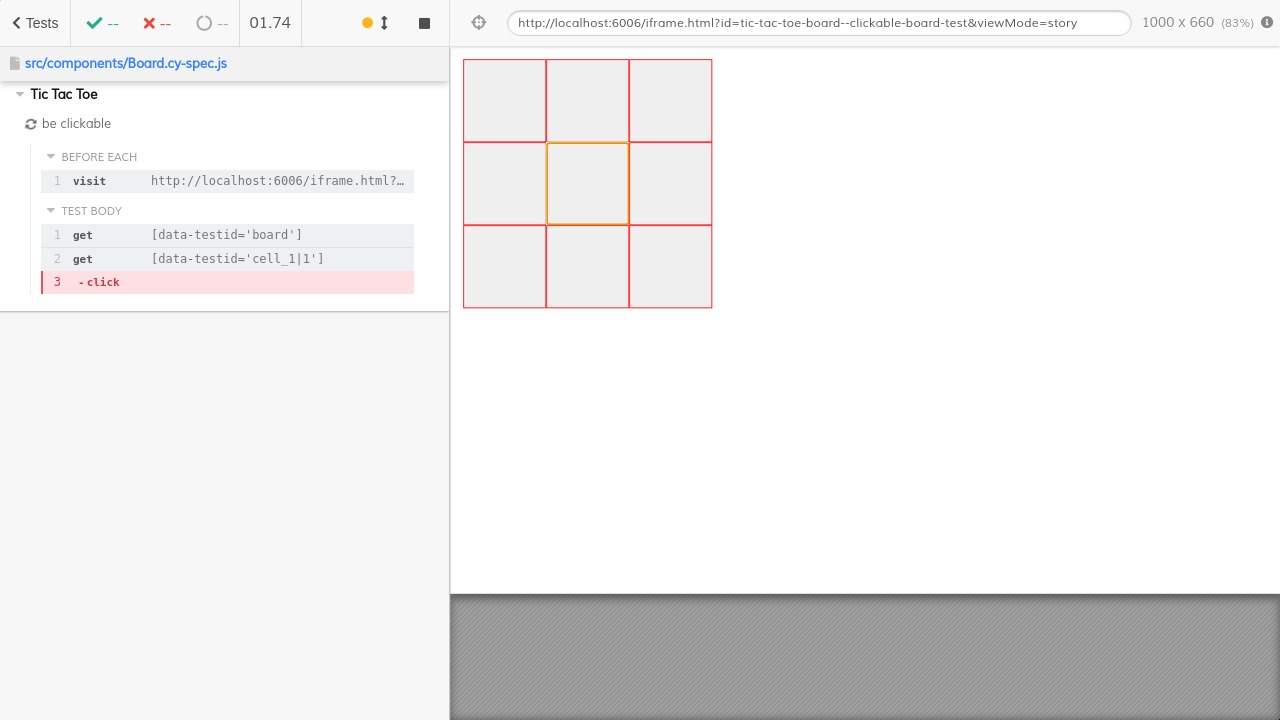 Tests -- -- -- 01.74
http://localhost:6006/iframe.html?id=tic-tac-toe-board--clickable-board-test&viewMode=story 1000 x 660 (83%)
src/components/Board.cy-spec.js
Tic Tac Toe
be clickable
BEFORE EACH
1 visit http://localhost:6006/iframe.html?…
TEST BODY
1 get [data-testid='board']
2 get [data-testid='cell_1|1']
3 - click